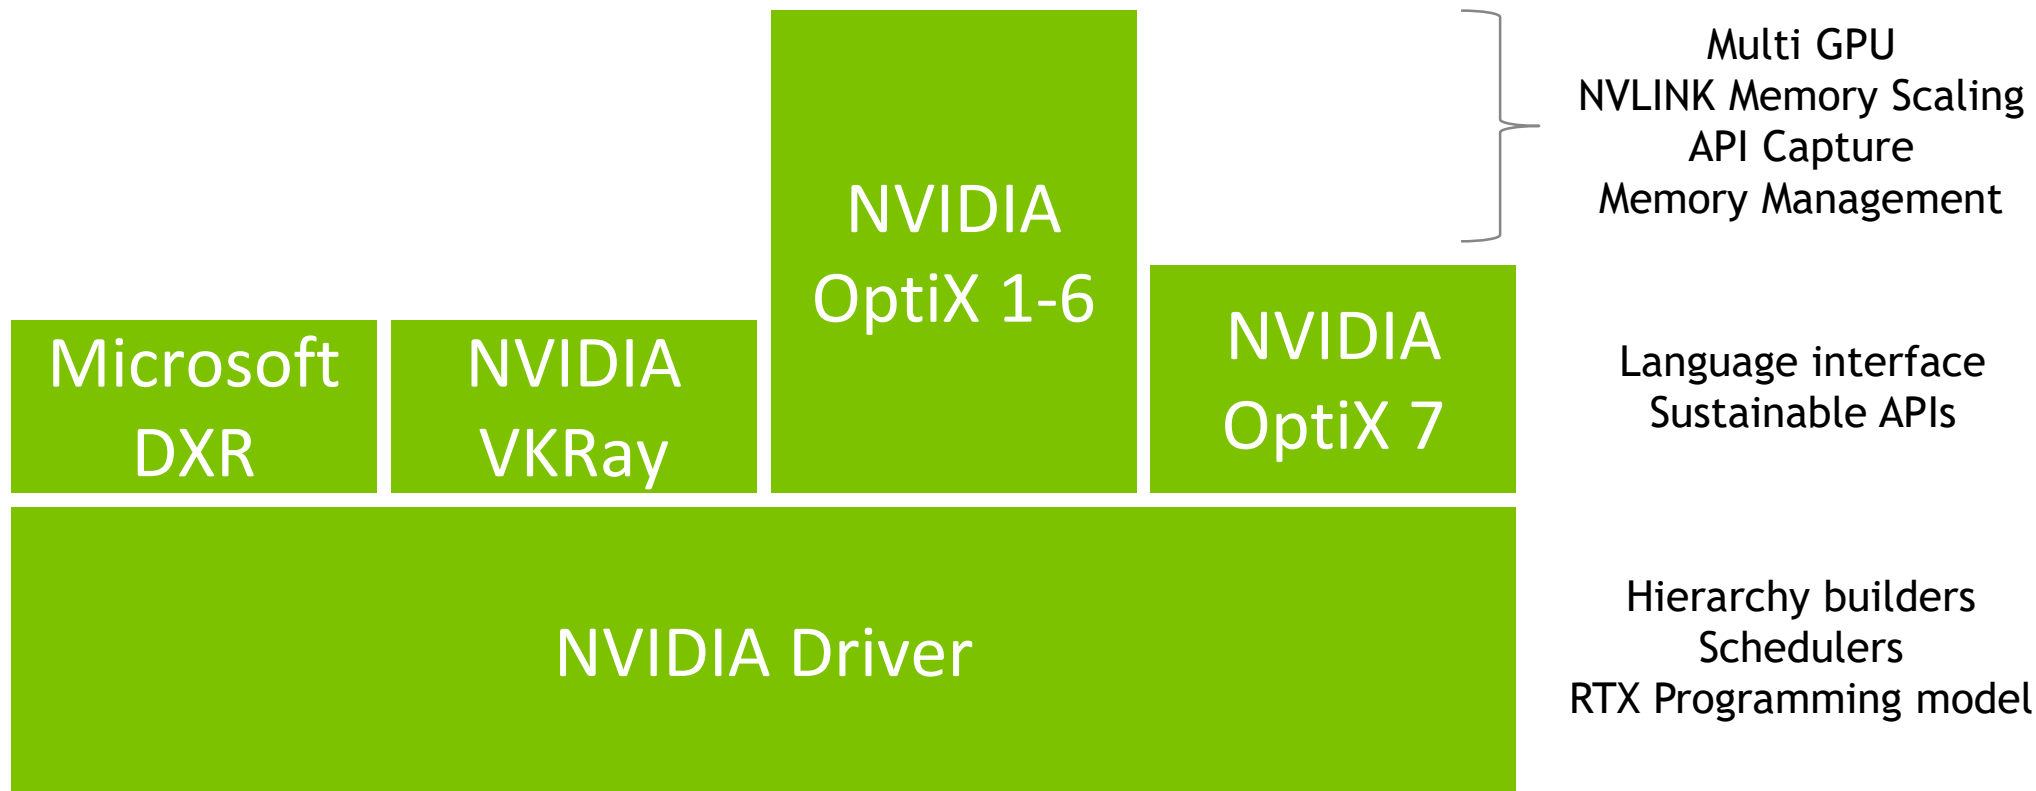 NVIDIA
OptiX 1-6
Multi GPU
NVLINK Memory Scaling
API Capture
Memory Management
Microsoft
DXR
NVIDIA
VKRay
NVIDIA
OptiX 7
Language interface
Sustainable APIs
NVIDIA Driver
Hierarchy builders
Schedulers
RTX Programming model